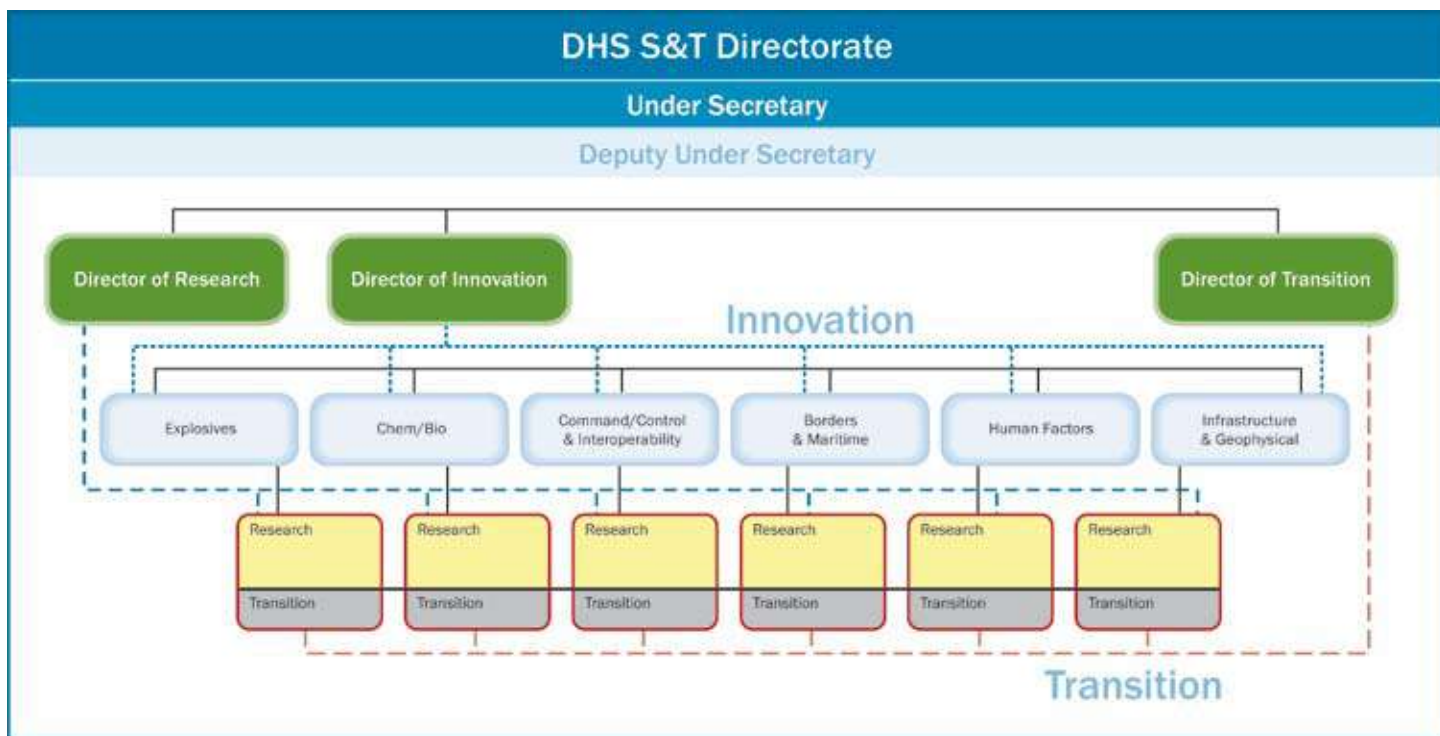 DHS S&T Directorate
Under Secretary
Deputy Under Secretary
Director of Research
Director of Innovation
Director of Transition
Innovation
Explosives
Chem/Bio
Command/Control
& Interoperability
Borders
& Maritime
Human Factors
Infrastructure
& Geophysical
Research
Research
Research
Research
Research
Research
Transition
Transition
Transition
Transition
Transition
Transition
Transition